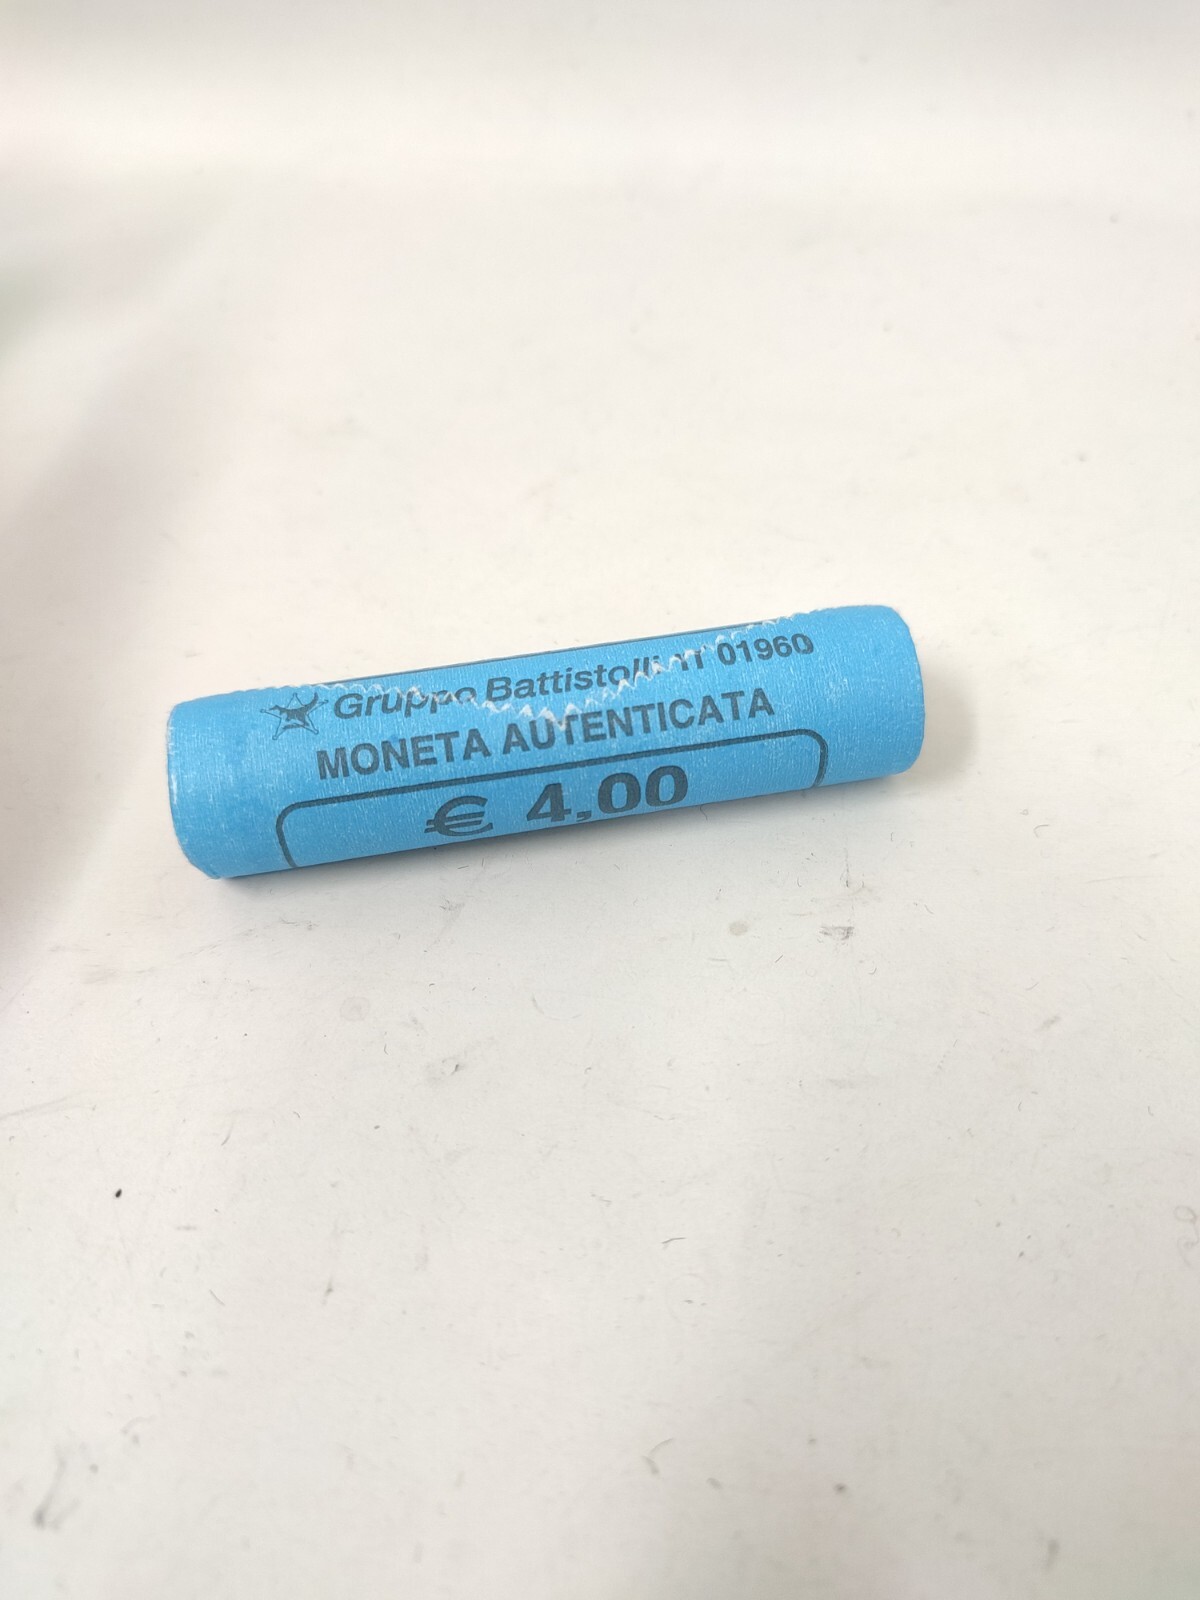 Gruppo Battistolli IT 01960
MONETA AUTENTICATA
€ 4,00